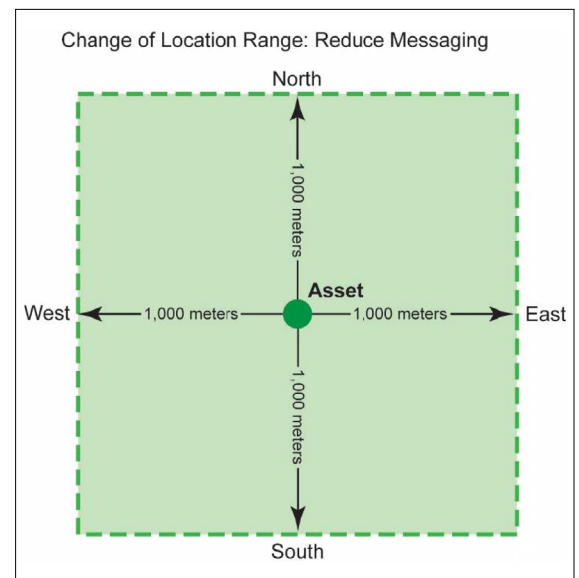 Change of Location Range: Reduce Messaging
North
1,000 meters
Asset
West
1,000 meters
1,000 meters
East
1,000 meters
South